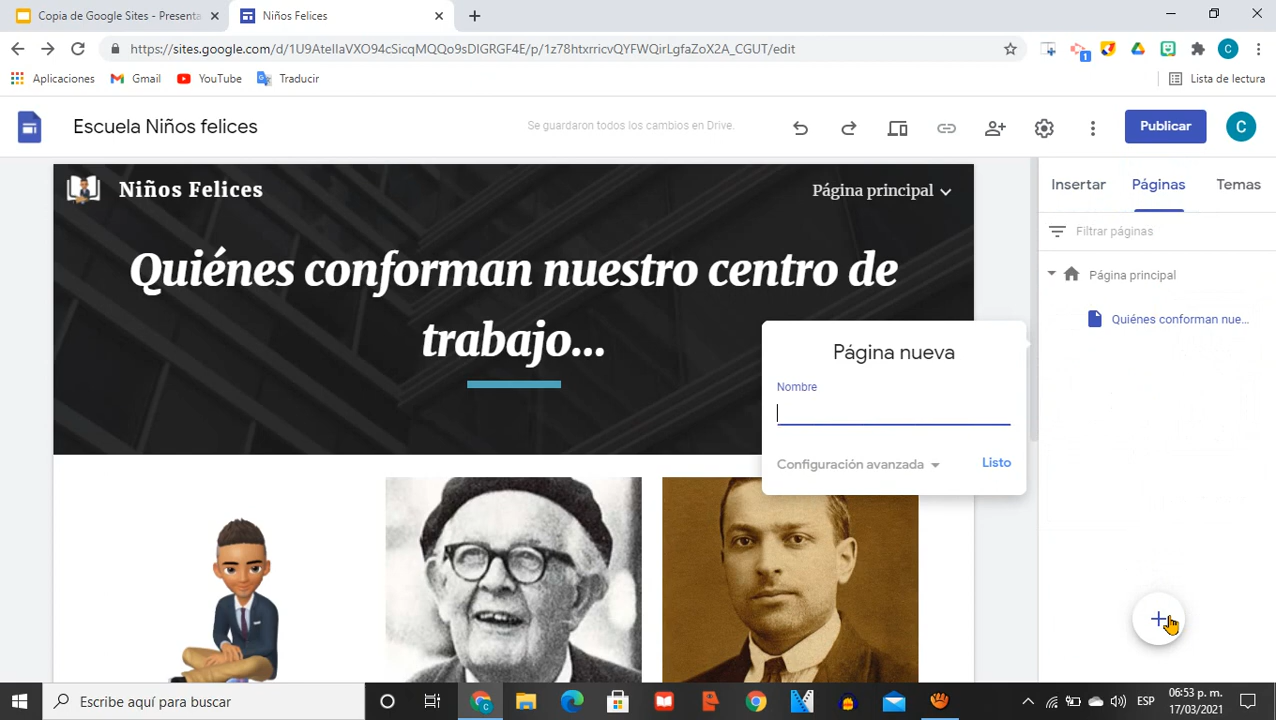 Copia de Google Sites - Presenta
Niños Felices
https://sites.google.com/d/1U9AteIIaVXO94cSicqMQQo9sDIGRGF4E/p/1z78htxrricvQYFWQirLgfaZoX2A_CGUT/edit
1
C
Aplicaciones
Gmail
YouTube
Traducir
Lista de lectura
Escuela Niños felices
Se guardaron todos los cambios en Drive.
Publicar
C
Niños Felices
Página principal
Insertar
Páginas
Temas
Filtrar páginas
Página principal
Quiénes conforman nue...
Quiénes conforman nuestro centro de
trabajo...
Página nueva
Nombre
Configuración avanzada
Listo
Escribe aquí para buscar
ESP
06:53 p. m.
17/03/2021